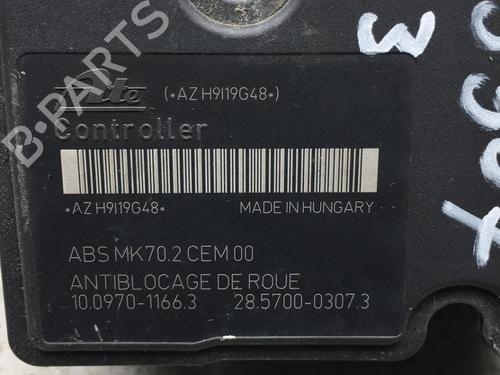 Ate (*AZ H9I19G48*)
Controller
*AZ H9I19G48* MADE IN HUNGARY
ABS MK70.2 CEM 00
ANTIBLOCAGE DE ROUE
10.0970-1166.3 28.5700-0307.3
B-PARTS